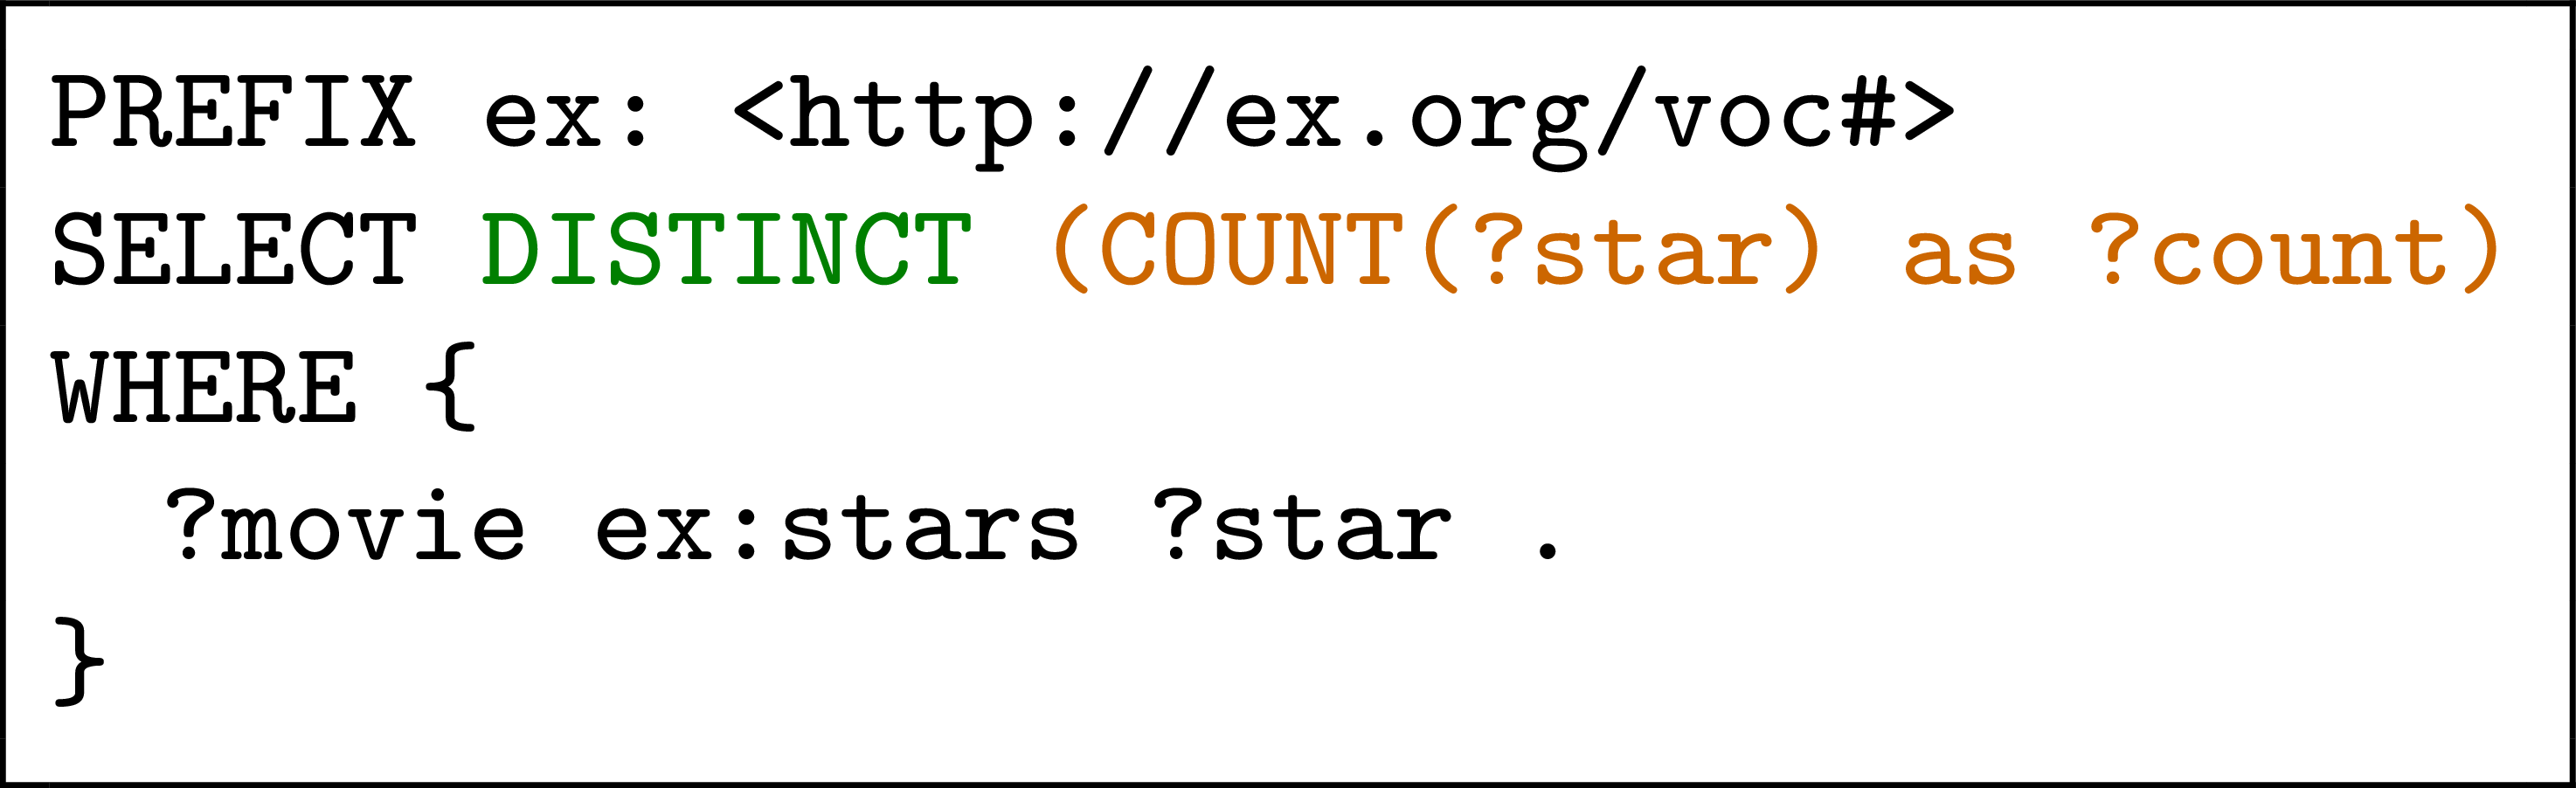 PREFIX ex: <http://ex.org/voc#>
SELECT DISTINCT (COUNT(?star) as ?count)
WHERE {
  ?movie ex:stars ?star .
}